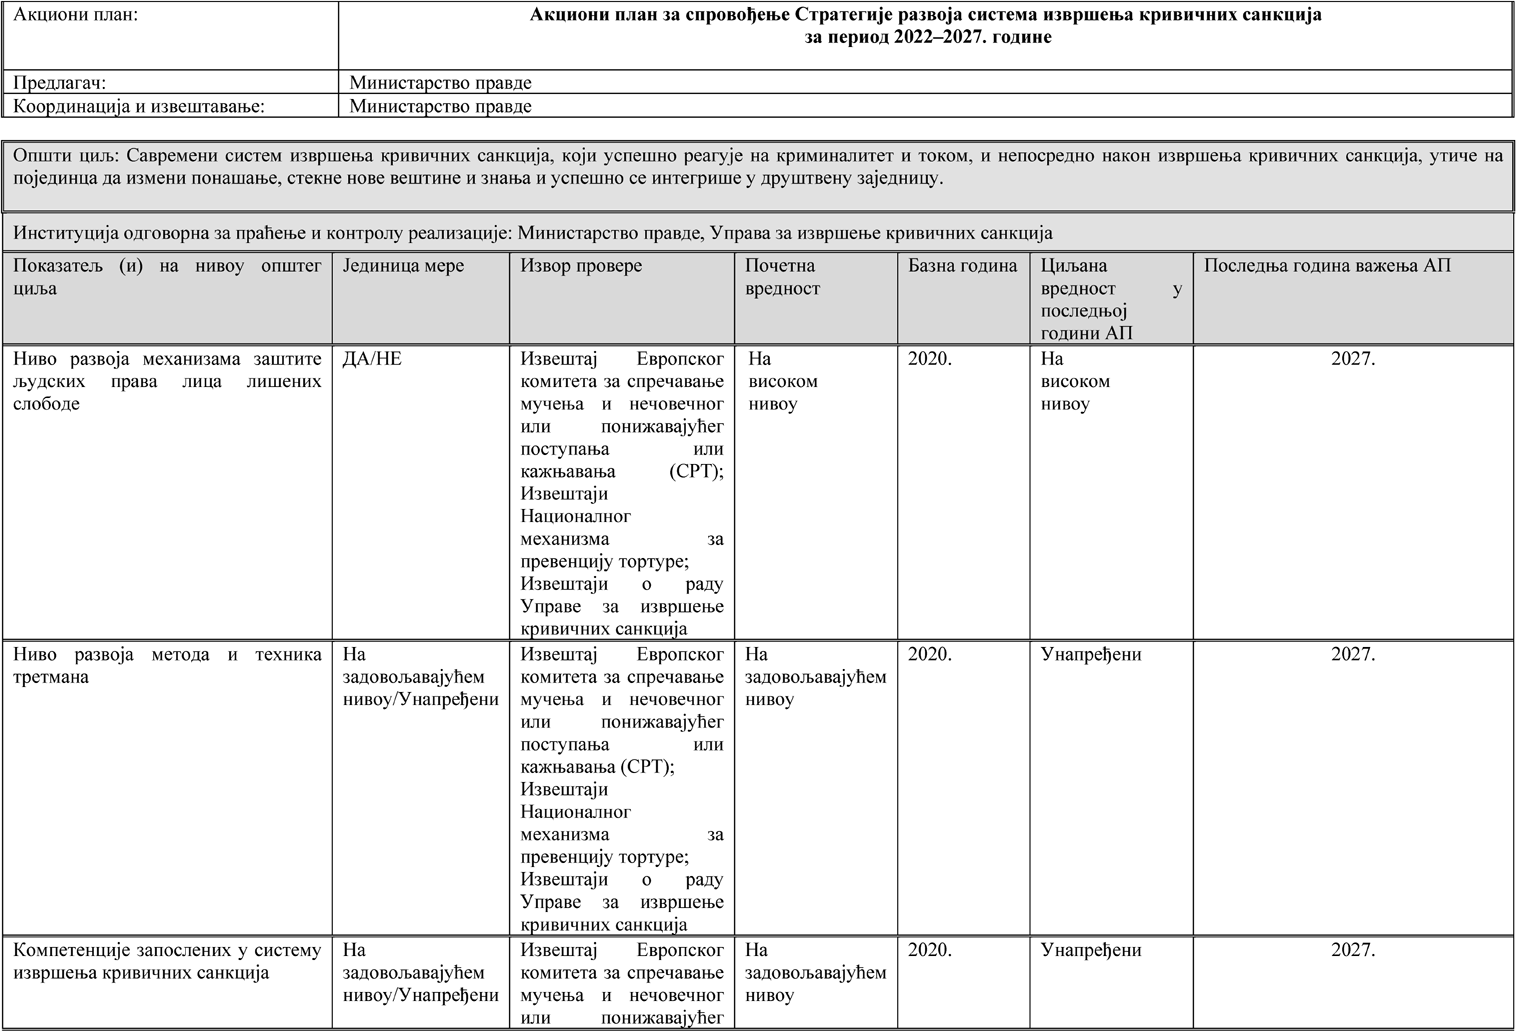 Акциони план:
Акциони план за спровођење Стратегије развоја система извршења кривичних санкција
за период 2022–2027. године
Предлагач:
Министарство правде
Координација и извештавање:
Министарство правде
Општи циљ: Савремени систем извршења кривичних санкција, који успешно реагује на криминалитет и током, и непосредно након извршења кривичних санкција, утиче на
појединца да измени понашање, стекне нове вештине и знања и успешно се интегрише у друштвену заједницу.
Институција одговорна за праћење и контролу реализације: Министарство правде, Управа за извршење кривичних санкција
Показатељ (и) на нивоу општег
циља
Јединица мере
Извор провере
Почетна
вредност
Базна година
Циљана
вредност у
последњој
години АП
Последња година важења АП
Ниво развоја механизама заштите
људских права лица лишених
слободе
ДА/НЕ
Извештај Европског
комитета за спречавање
мучења и нечовечног
или понижавајућег
поступања или
кажњавања (CPT);
Извештаји
Националног
механизма за
превенцију тортуре;
Извештаји о раду
Управе за извршење
кривичних санкција
На
високом
нивоу
2020.
На
високом
нивоу
2027.
Ниво развоја метода и техника
третмана
На
задовољавајућем
нивоу/Унапређени
Извештај Европског
комитета за спречавање
мучења и нечовечног
или понижавајућег
поступања или
кажњавања (CPT);
Извештаји
Националног
механизма за
превенцију тортуре;
Извештаји о раду
Управе за извршење
кривичних санкција
На
задовољавајућем
нивоу
2020.
Унапређени
2027.
Компетенције запослених у систему
извршења кривичних санкција
На
задовољавајућем
нивоу/Унапређени
Извештај Европског
комитета за спречавање
мучења и нечовечног
или понижавајућег
На
задовољавајућем
нивоу
2020.
Унапређени
2027.